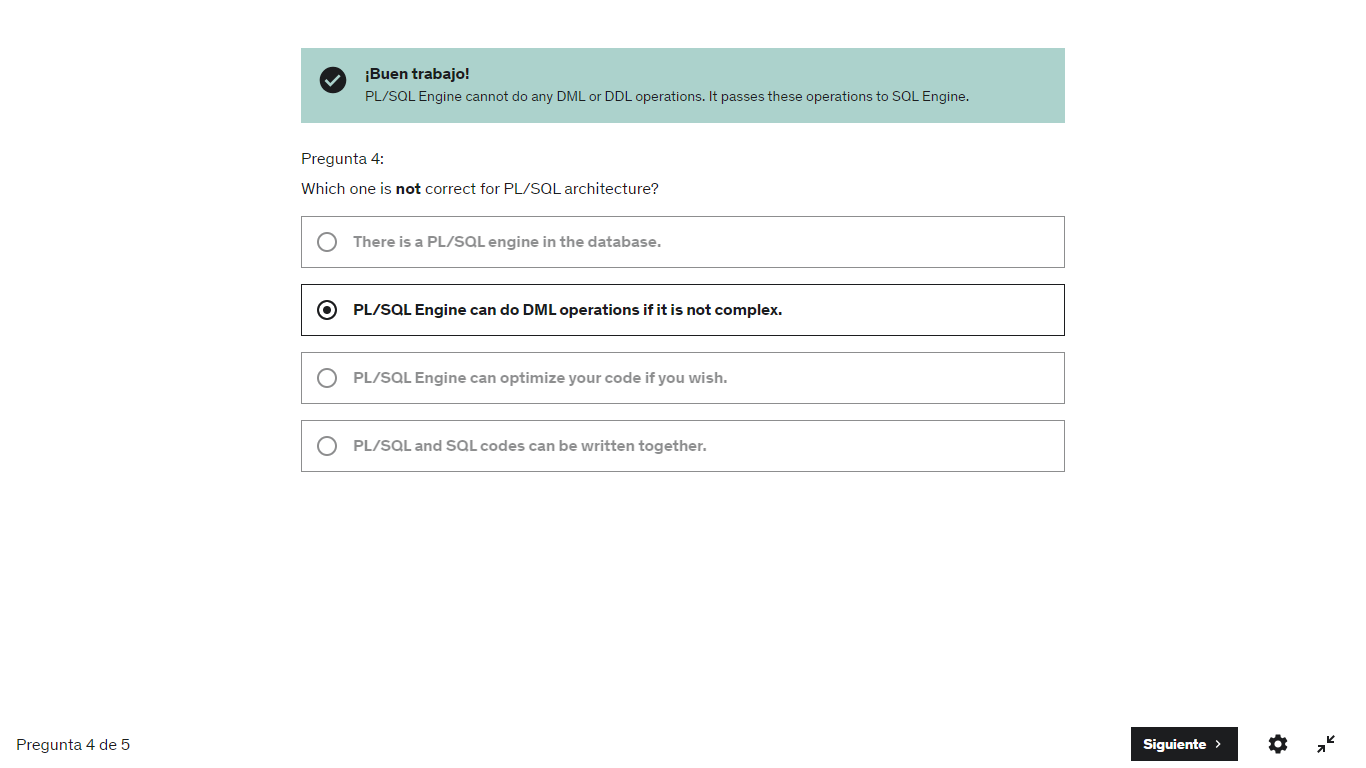 ¡Buen trabajo!
PL/SQL Engine cannot do any DML or DDL operations. It passes these operations to SQL Engine.
Pregunta 4:
Which one is not correct for PL/SQL architecture?
There is a PL/SQL engine in the database.
PL/SQL Engine can do DML operations if it is not complex.
PL/SQL Engine can optimize your code if you wish.
PL/SQL and SQL codes can be written together.
Pregunta 4 de 5
Siguiente